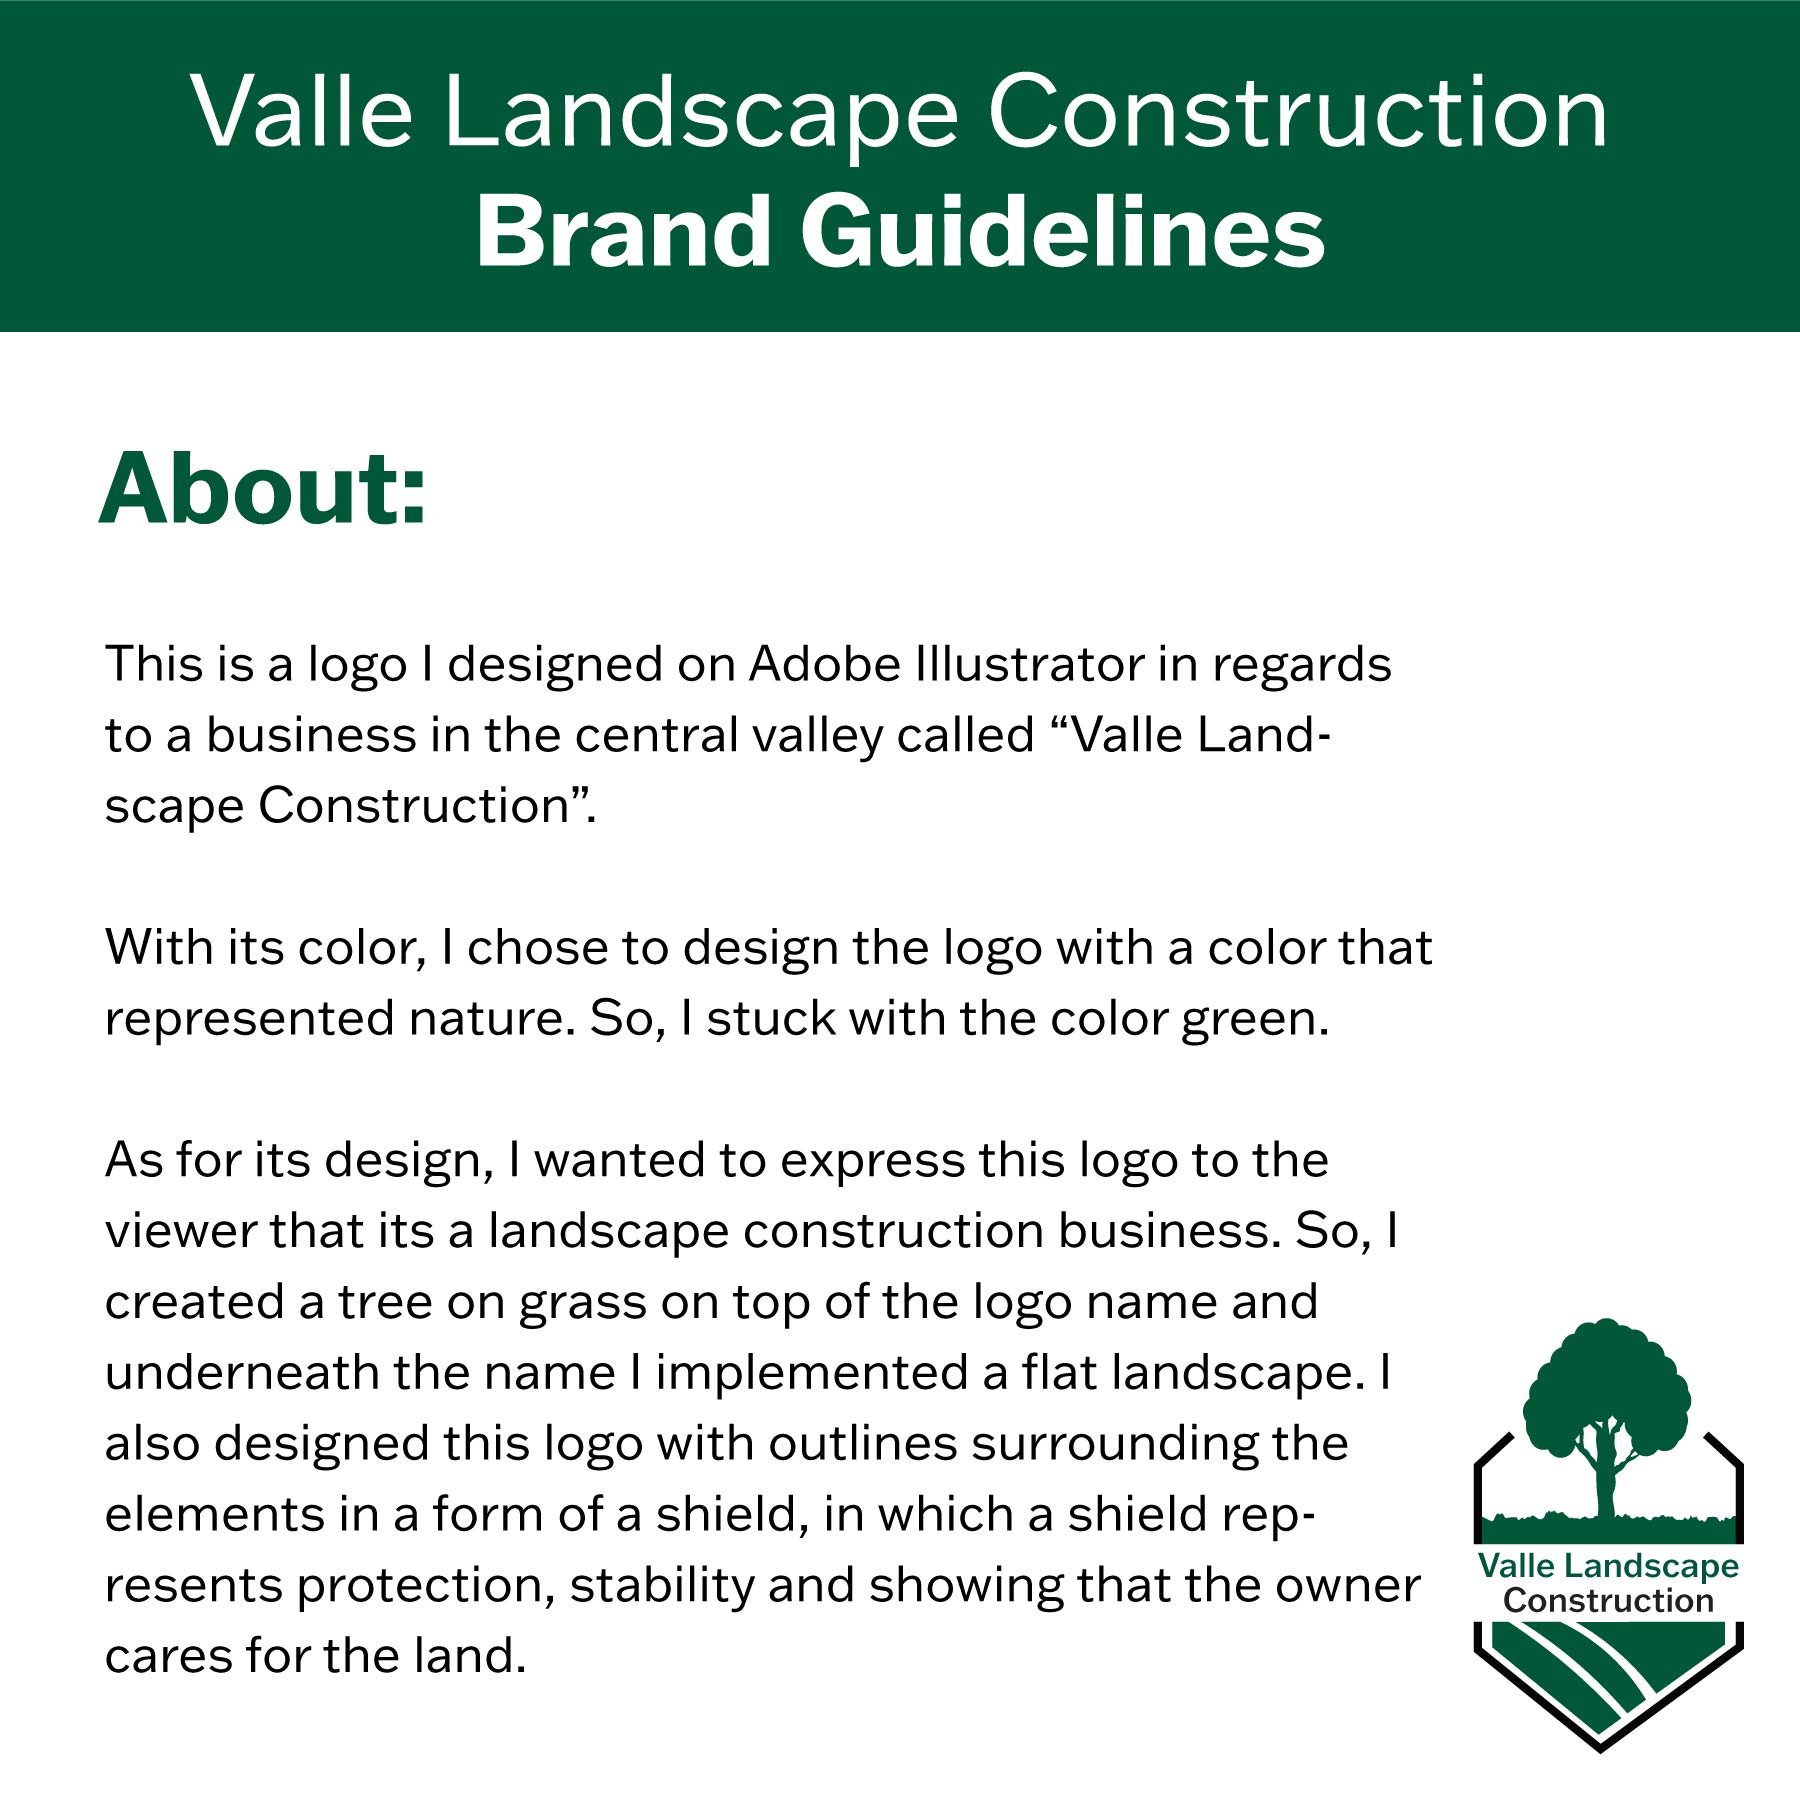 Valle Landscape Construction
Brand Guidelines
About:
This is a logo I designed on Adobe Illustrator in regards
to a business in the central valley called “Valle Land-
scape Construction”.
With its color, I chose to design the logo with a color that
represented nature. So, I stuck with the color green.
As for its design, I wanted to express this logo to the
viewer that its a landscape construction business. So, I
created a tree on grass on top of the logo name and
underneath the name I implemented a flat landscape. I
also designed this logo with outlines surrounding the
elements in a form of a shield, in which a shield rep-
resents protection, stability and showing that the owner
cares for the land.
Valle Landscape
Construction